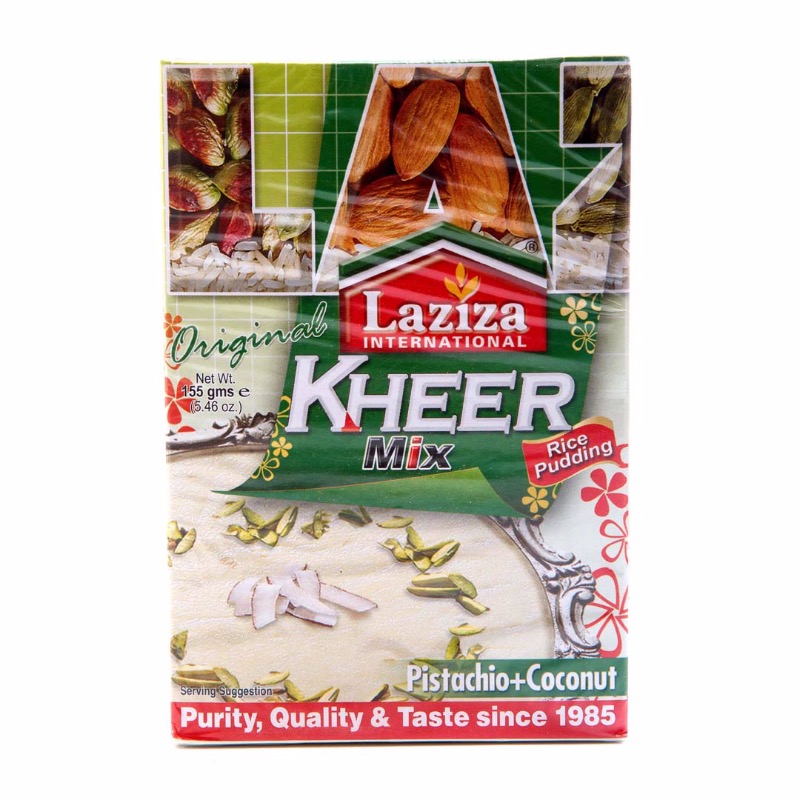 LAZ
®
Laziza
INTERNATIONAL
Original
Net Wt.
155 gms e
(5.46 oz.)
KHEER
Mix
Rice
Pudding
Pistachio+Coconut
Serving Suggestion
Purity, Quality & Taste since 1985